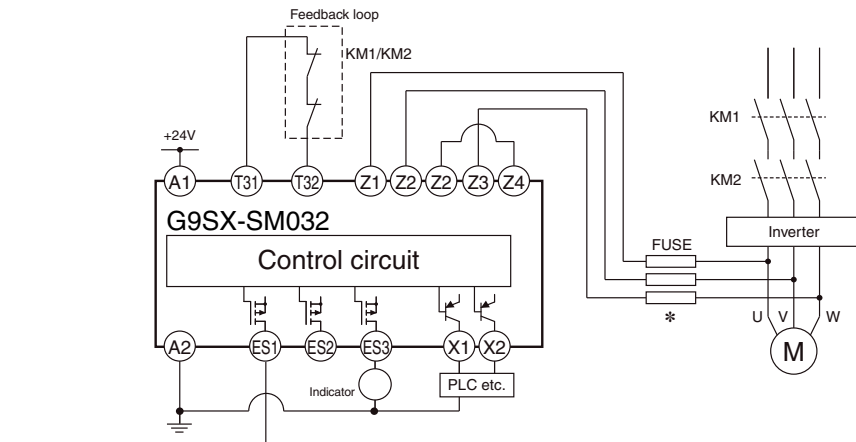 Feedback loop
KM1/KM2
+24V
KM1
KM2
A1
T31
T32
Z1
Z2
Z2
Z3
Z4
G9SX-SM032
Control circuit
Inverter
FUSE
*
U
V
W
M
A2
ES1
ES2
ES3
X1
X2
Indicator
PLC etc.